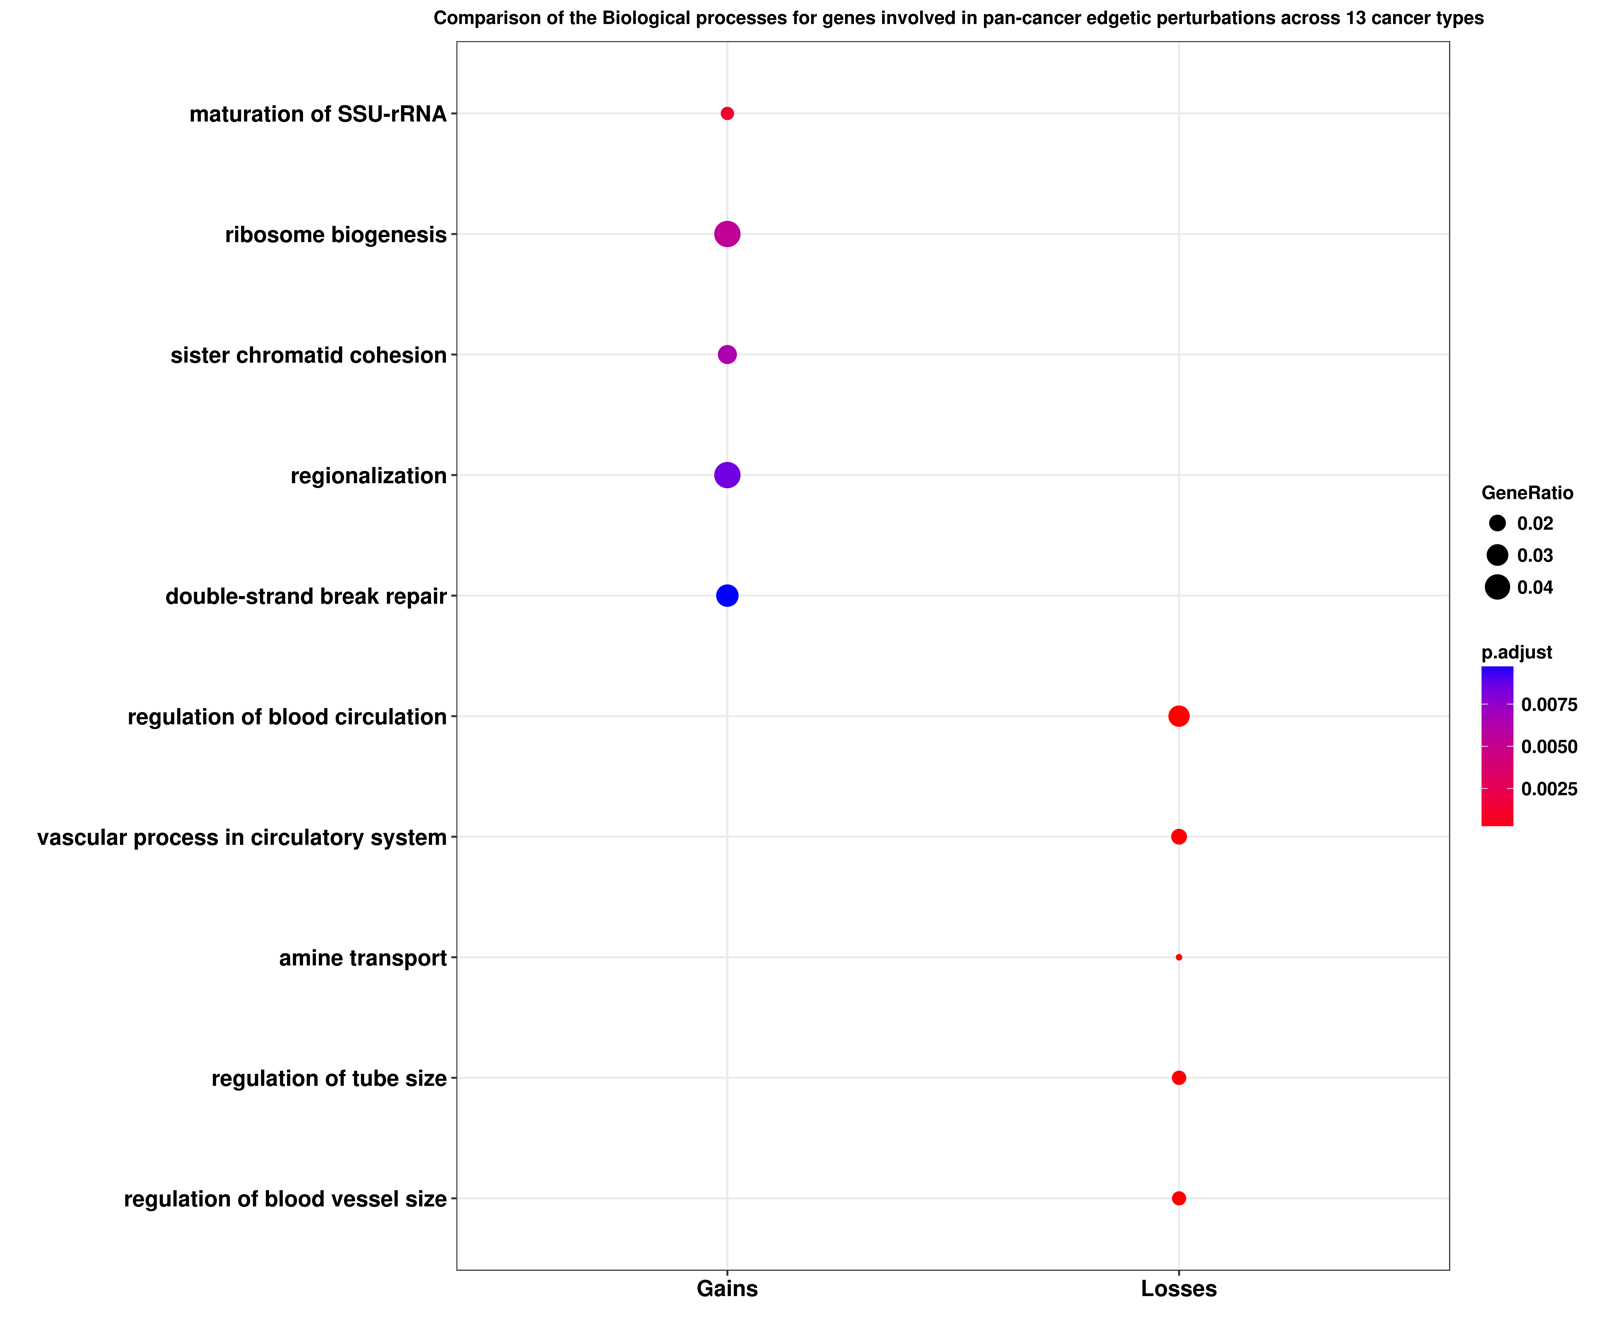 Comparison of the Biological processes for genes involved in pan-cancer edgetic perturbations across 13 cancer types
maturation of SSU-rRNA
ribosome biogenesis
sister chromatid cohesion
regionalization
double-strand break repair
regulation of blood circulation
vascular process in circulatory system
amine transport
regulation of tube size
regulation of blood vessel size
Gains
Losses
GeneRatio
0.02
0.03
0.04
p.adjust
0.0075
0.0050
0.0025